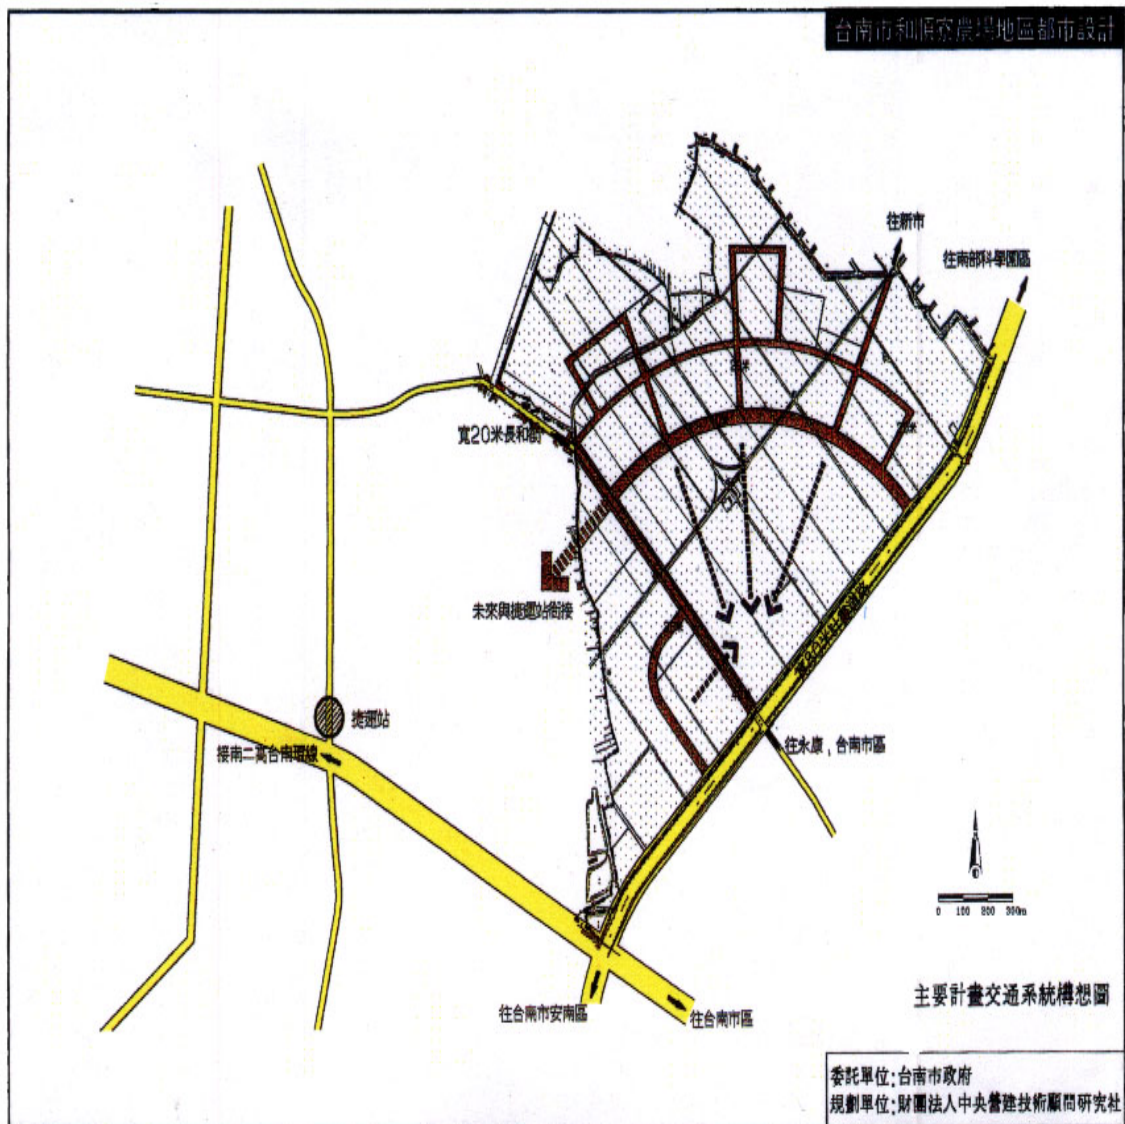 台南市和順寮農場地區都市設計
往新市
往南部科學園區
寬20米長和街
未來與捷運站銜接
捷運站
接南二高台南環線
往永康，台南市區
0 100 200 300m
往台南市安南區
往台南市區
主要計畫交通系統構想圖
委託單位:台南市政府
規劃單位:財團法人中央營建技術顧問研究社